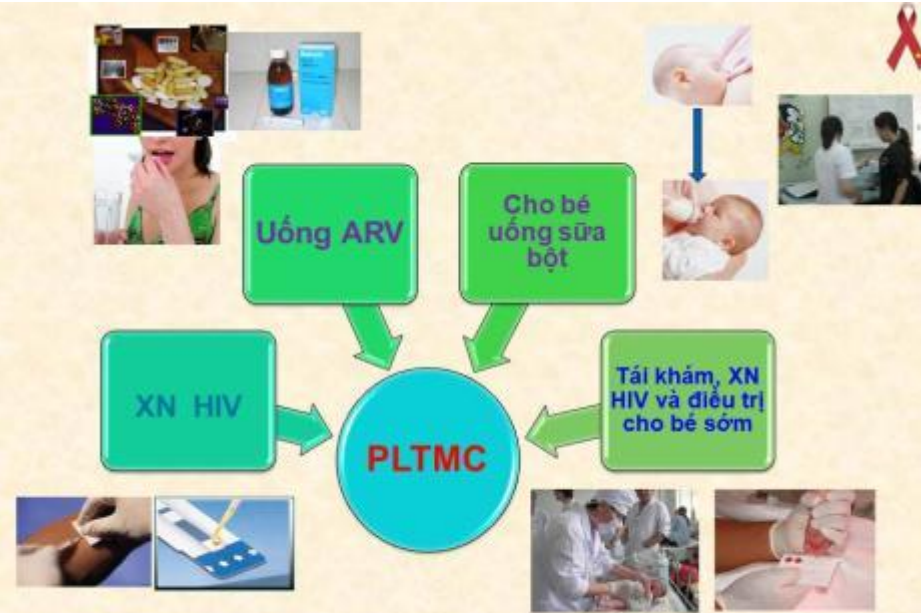 Uống ARV
Cho bé
uống sữa
bột
XN HIV
Tái khám, XN
HIV và điều trị
cho bé sớm
PLTMC